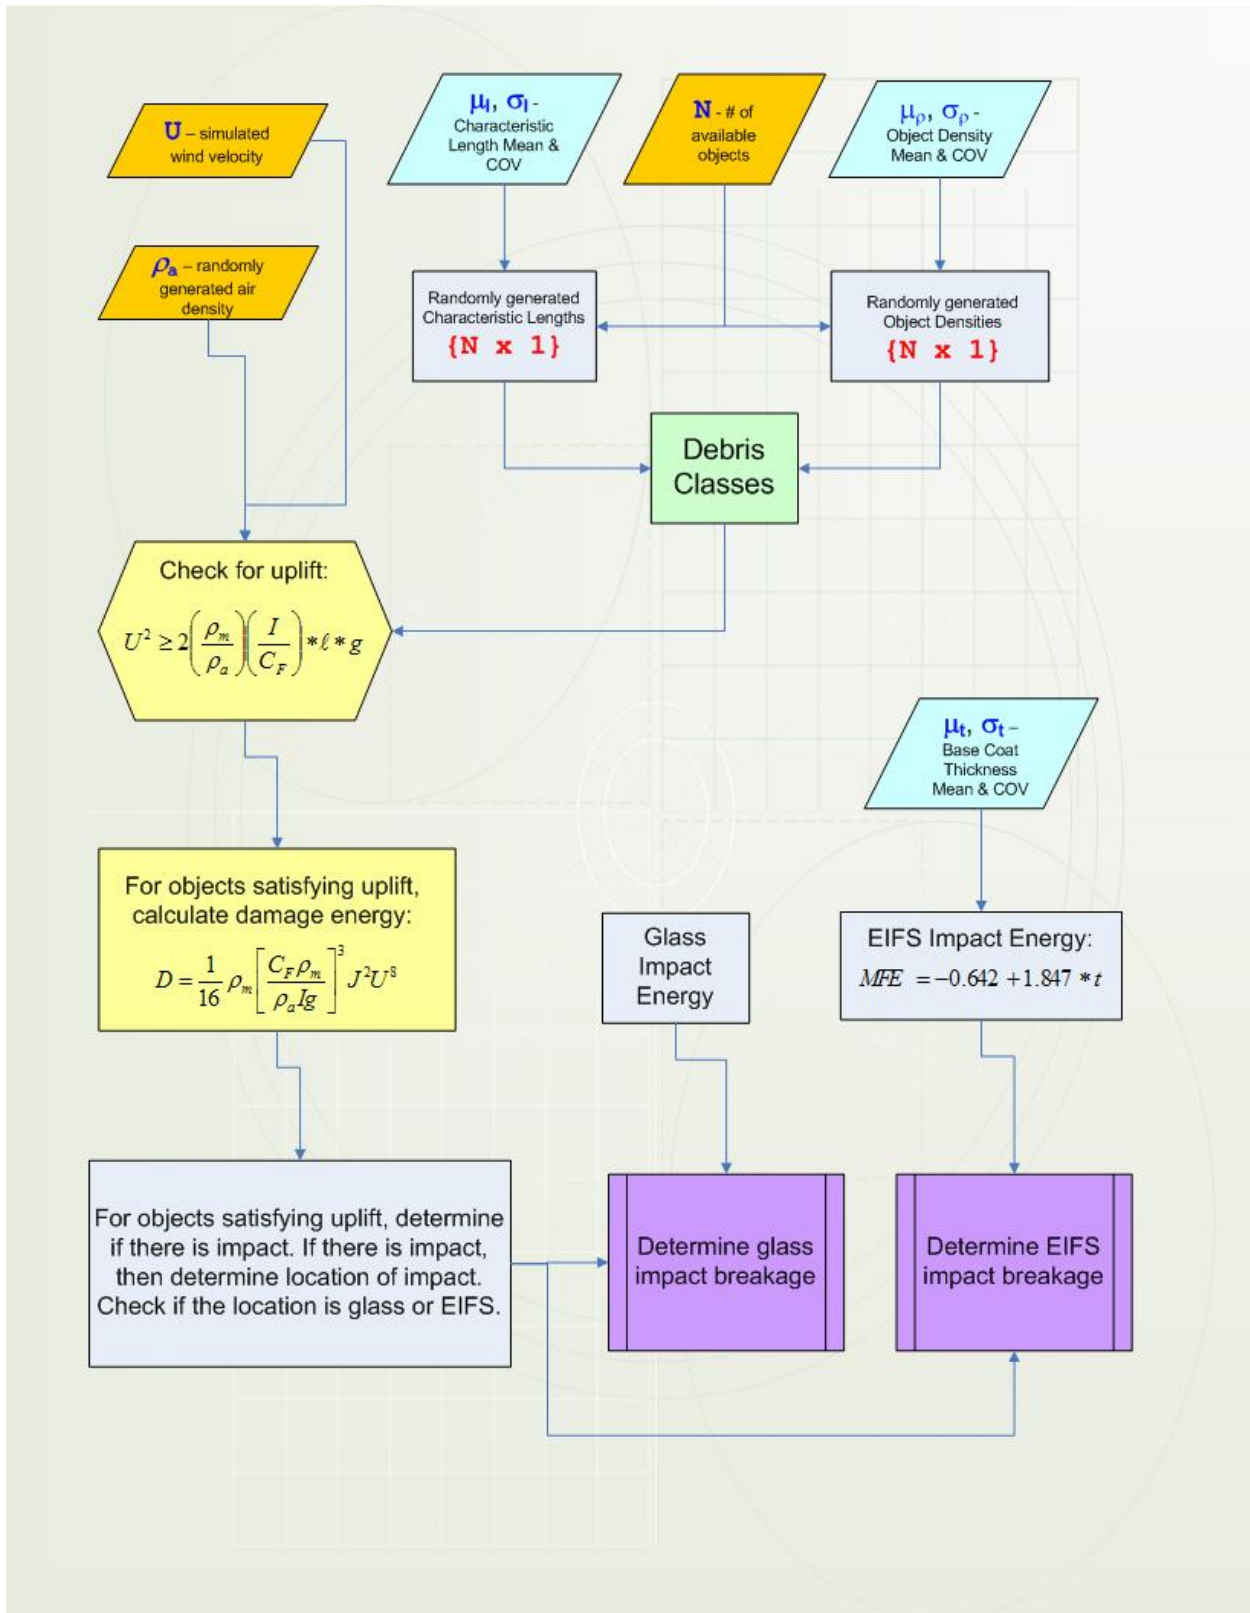 U – simulated
wind velocity
μl, σl -
Characteristic
Length Mean &
COV
N - # of
available
objects
μρ, σρ -
Object Density
Mean & COV
ρa – randomly
generated air
density
Randomly generated
Characteristic Lengths
{N x 1}
Randomly generated
Object Densities
{N x 1}
Debris
Classes
Check for uplift:
U² ≥ 2(ρm/ρa)(I/CF)*ℓ*g
μt, σt –
Base Coat
Thickness
Mean & COV
For objects satisfying uplift,
calculate damage energy:
D = 1/16 ρm [CFρm/ρaIg]³ J²U⁸
Glass
Impact
Energy
EIFS Impact Energy:
MFE = −0.642 + 1.847 * t
For objects satisfying uplift, determine
if there is impact. If there is impact,
then determine location of impact.
Check if the location is glass or EIFS.
Determine glass
impact breakage
Determine EIFS
impact breakage